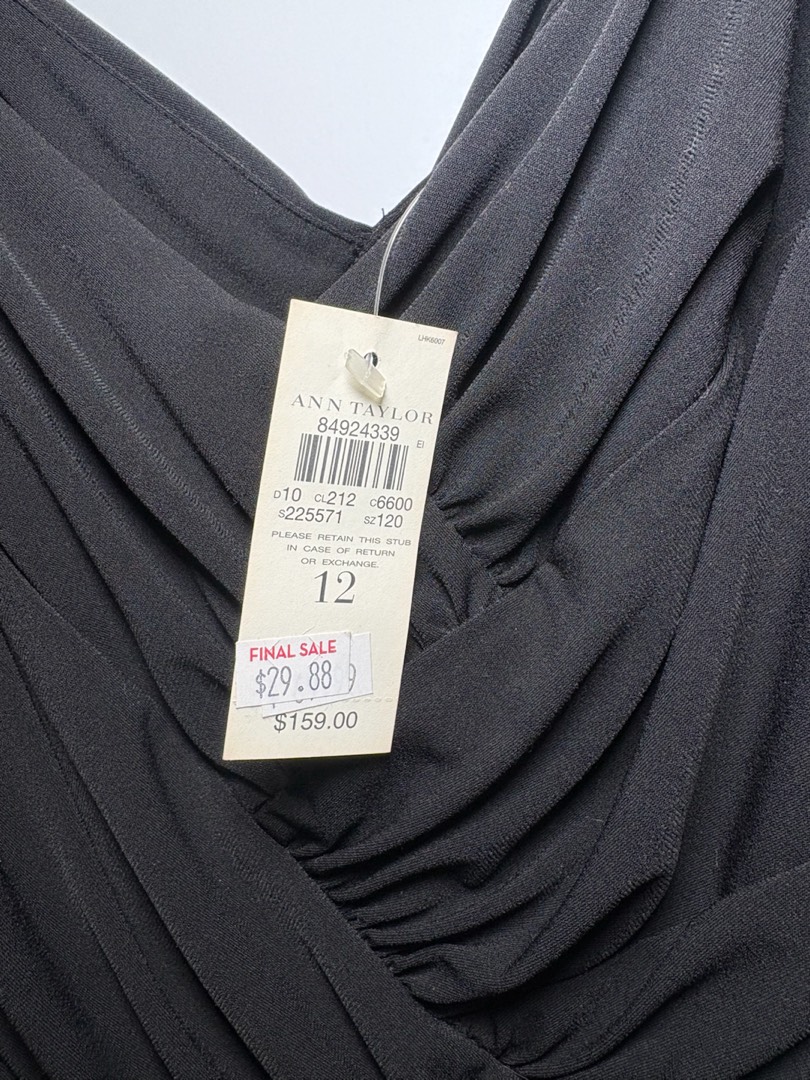 LHK6007
ANN TAYLOR
84924339
EI
D10 CL212 C6600
S225571 SZ120
PLEASE RETAIN THIS STUB
IN CASE OF RETURN
OR EXCHANGE.
12
FINAL SALE
$29.88
$159.00